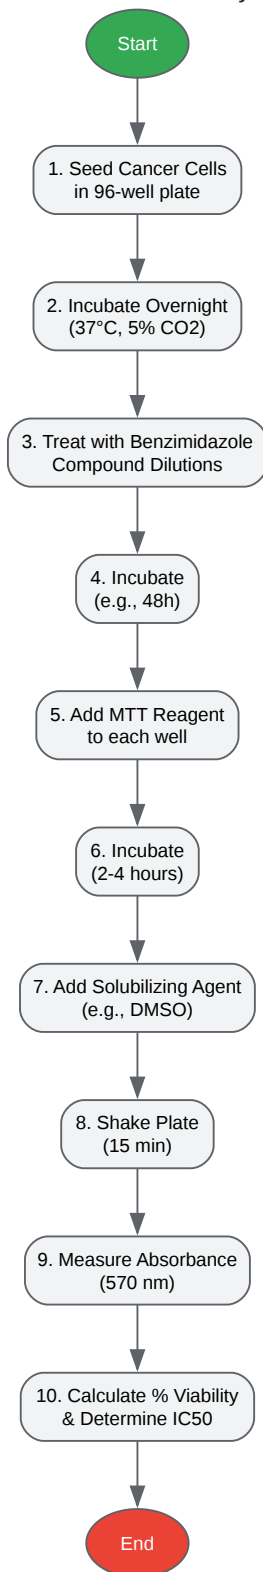 Start
1. Seed Cancer Cells
in 96-well plate
2. Incubate Overnight
(37°C, 5% CO2)
3. Treat with Benzimidazole
Compound Dilutions
4. Incubate
(e.g., 48h)
5. Add MTT Reagent
to each well
6. Incubate
(2-4 hours)
7. Add Solubilizing Agent
(e.g., DMSO)
8. Shake Plate
(15 min)
9. Measure Absorbance
(570 nm)
10. Calculate % Viability
& Determine IC50
End